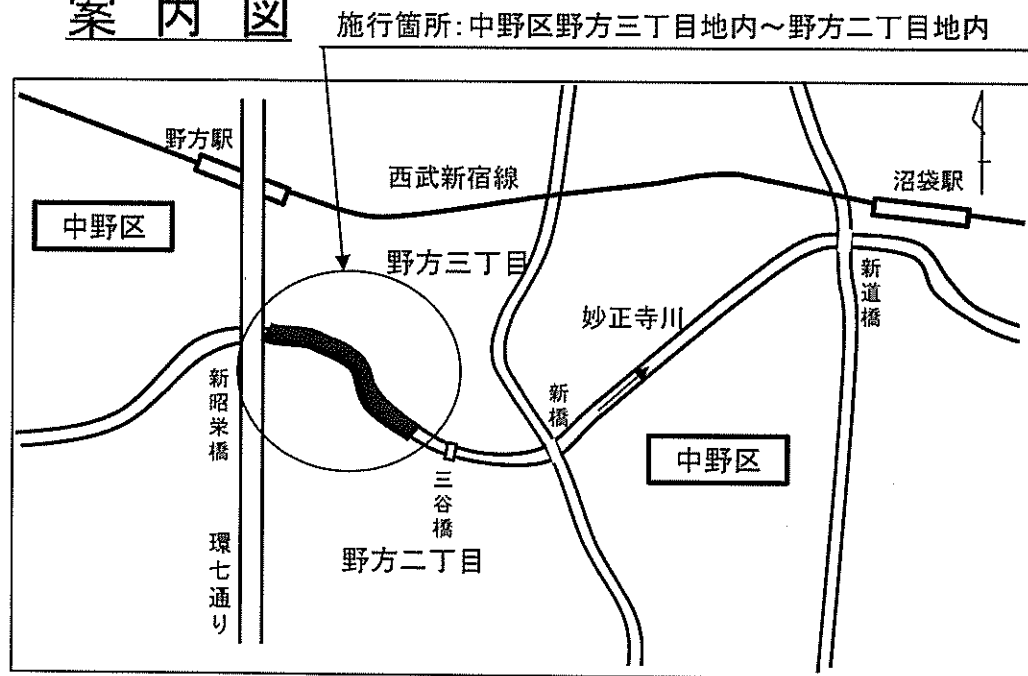 案内図
施行箇所:中野区野方三丁目地内～野方二丁目地内
野方駅
西武新宿線
沼袋駅
中野区
野方三丁目
新道橋
妙正寺川
新昭栄橋
新橋
中野区
三谷橋
野方二丁目
環七通り